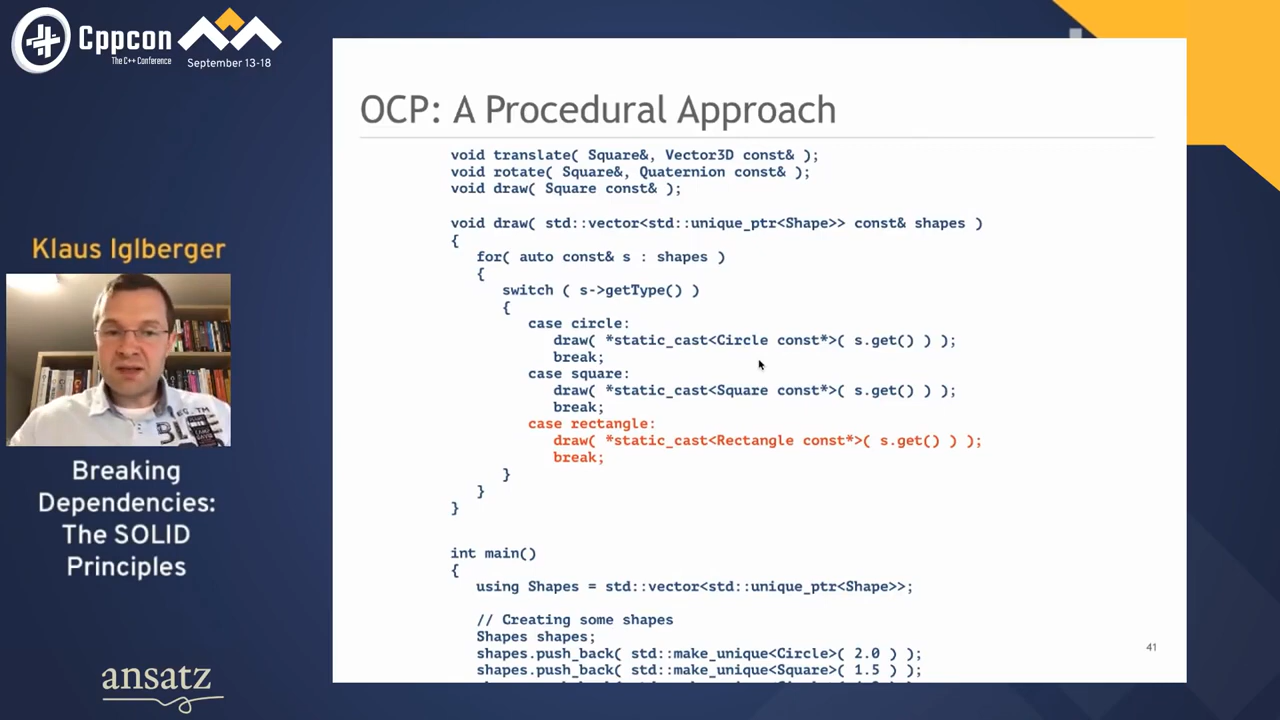 Cppcon
The C++ Conference
September 13-18
Klaus Iglberger
Breaking
Dependencies:
The SOLID
Principles
ansatz
OCP: A Procedural Approach
void translate( Square&, Vector3D const& );
void rotate( Square&, Quaternion const& );
void draw( Square const& );
void draw( std::vector<std::unique_ptr<Shape>> const& shapes )
{
for( auto const& s : shapes )
{
switch ( s->getType() )
{
case circle:
draw( *static_cast<Circle const*>( s.get() ) );
break;
case square:
draw( *static_cast<Square const*>( s.get() ) );
break;
case rectangle:
draw( *static_cast<Rectangle const*>( s.get() ) );
break;
}
}
}
int main()
{
using Shapes = std::vector<std::unique_ptr<Shape>>;
// Creating some shapes
Shapes shapes;
shapes.push_back( std::make_unique<Circle>( 2.0 ) );
shapes.push_back( std::make_unique<Square>( 1.5 ) );
41